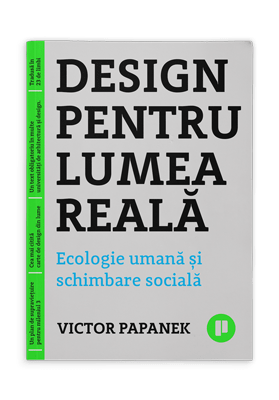 DESIGN
PENTRU
LUMEA
REALĂ
Ecologie umană și
schimbare socială
VICTOR PAPANEK
Tradusă în
23 de limbi
Un text obligatoriu în multe
universități de arhitectură și design.
Cea mai citită
carte de design din lume
Un plan de supraviețuire
pentru mileniul 3